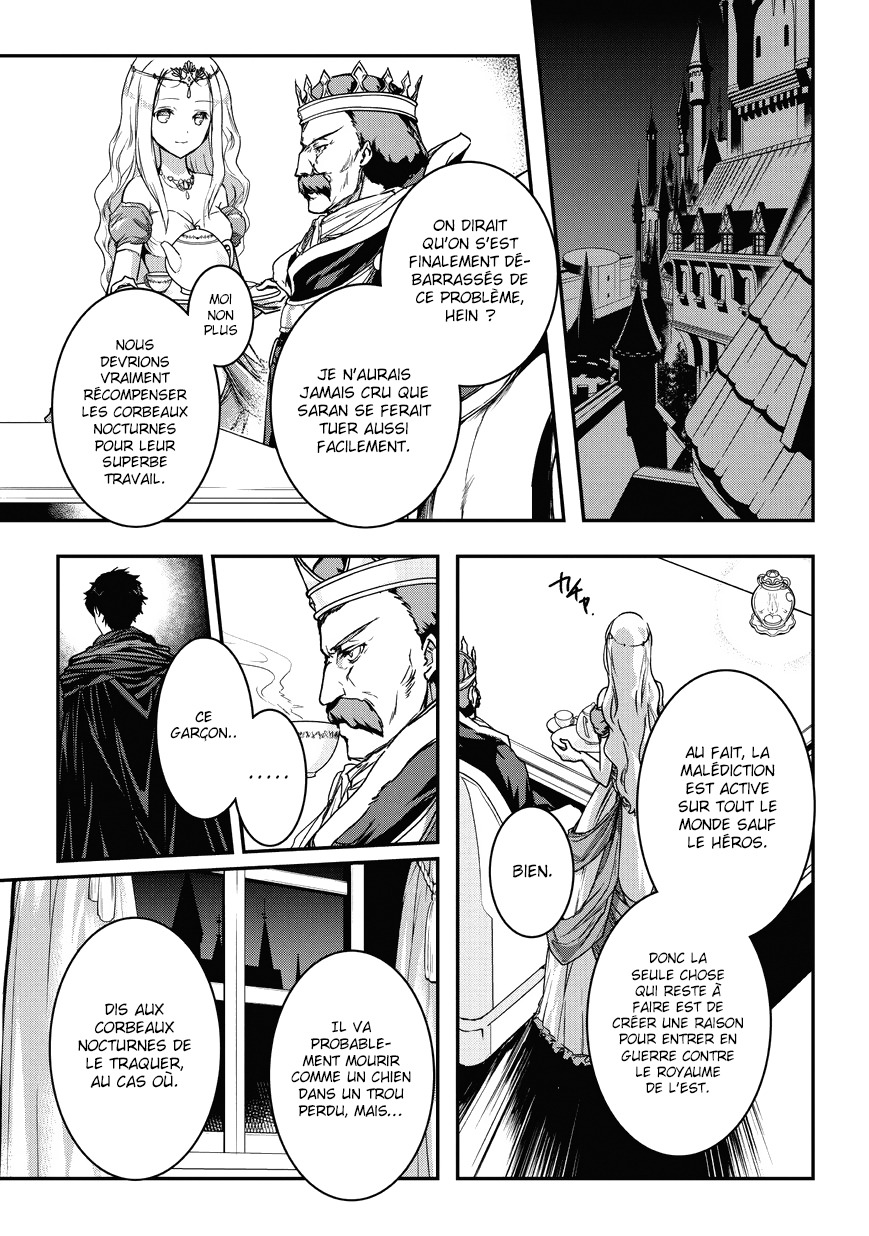 ON DIRAIT
QU'ON S'EST
FINALEMENT DÉ-
BARRASSÉS DE
CE PROBLÈME,
HEIN ?
JE N'AURAIS
JAMAIS CRU QUE
SARAN SE FERAIT
TUER AUSSI
FACILEMENT.
MOI
NON
PLUS
NOUS
DEVRIONS
VRAIMENT
RÉCOMPENSER
LES CORBEAUX
NOCTURNES
POUR LEUR
SUPERBE
TRAVAIL.
AU FAIT, LA
MALÉDICTION
EST ACTIVE
SUR TOUT LE
MONDE SAUF
LE HÉROS.
BIEN.
DONC LA
SEULE CHOSE
QUI RESTE À
FAIRE EST DE
CRÉER UNE RAISON
POUR ENTRER EN
GUERRE CONTRE
LE ROYAUME
DE L'EST.
.....
CE
GARÇON..
IL VA
PROBABLE-
MENT MOURIR
COMME UN CHIEN
DANS UN TROU
PERDU, MAIS...
DIS AUX
CORBEAUX
NOCTURNES DE
LE TRAQUER,
AU CAS OÙ.